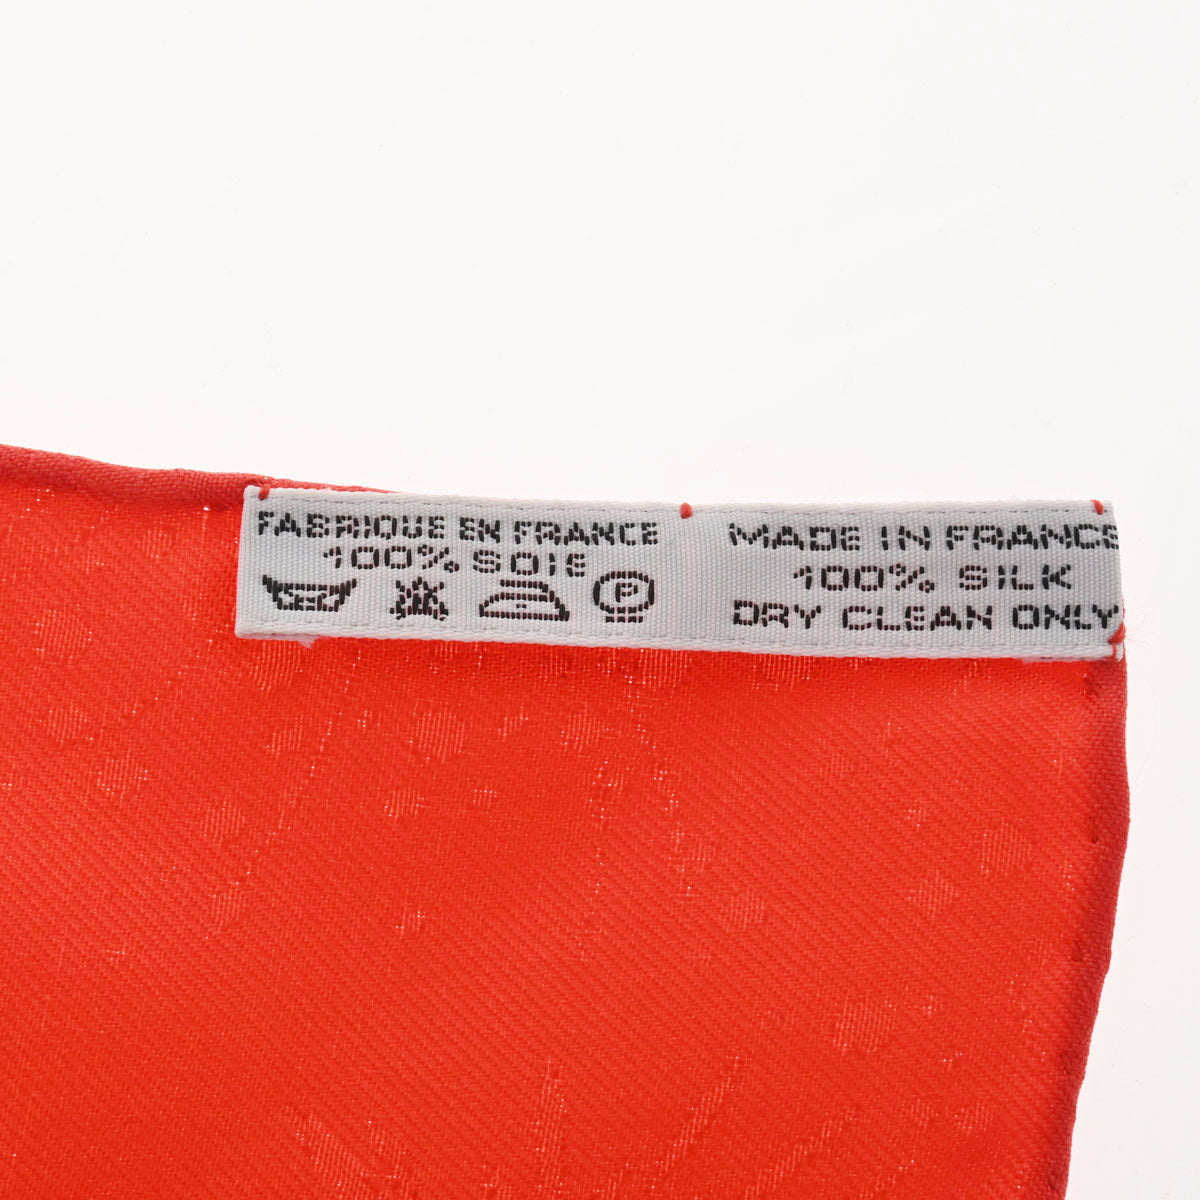 FABRIQUE EN FRANCE
100% SOIE
P
MADE IN FRANCE
100% SILK
DRY CLEAN ONLY